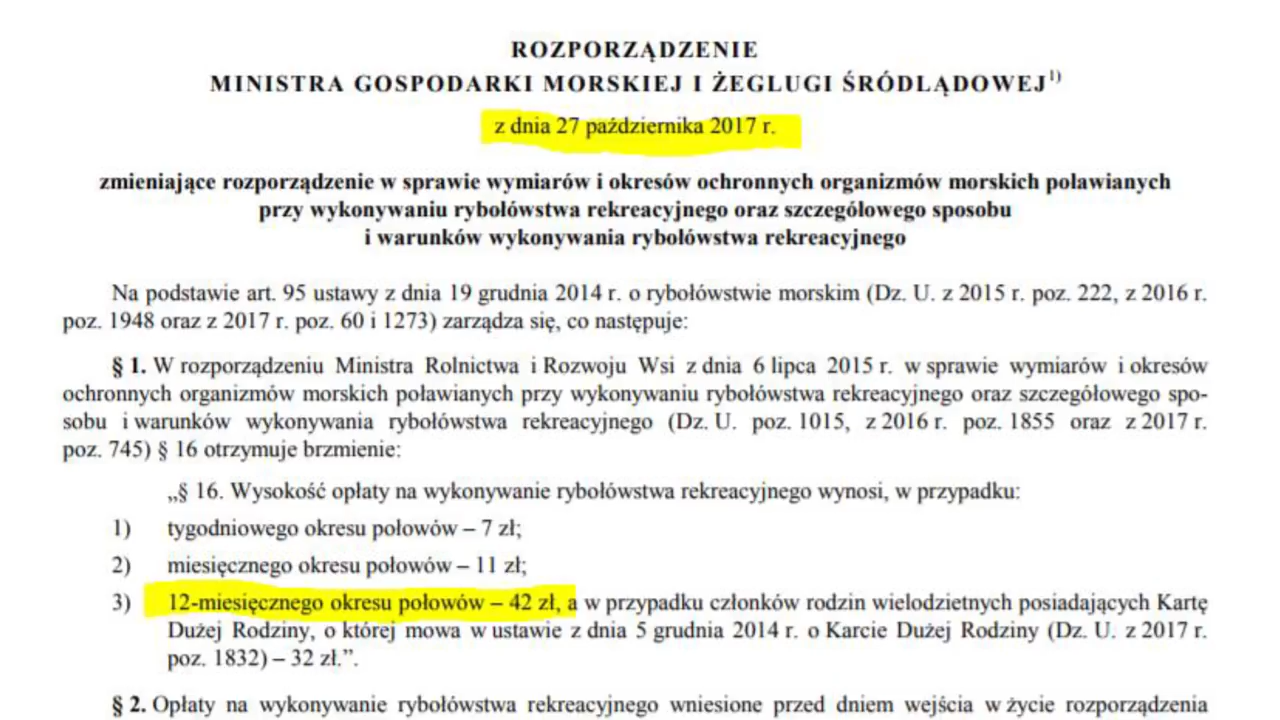 ROZPORZĄDZENIE
MINISTRA GOSPODARKI MORSKIEJ I ŻEGLUGI ŚRÓDLĄDOWEJ1)
z dnia 27 października 2017 r.
zmieniające rozporządzenie w sprawie wymiarów i okresów ochronnych organizmów morskich poławianych
przy wykonywaniu rybołówstwa rekreacyjnego oraz szczegółowego sposobu
i warunków wykonywania rybołówstwa rekreacyjnego
Na podstawie art. 95 ustawy z dnia 19 grudnia 2014 r. o rybołówstwie morskim (Dz. U. z 2015 r. poz. 222, z 2016 r.
poz. 1948 oraz z 2017 r. poz. 60 i 1273) zarządza się, co następuje:
§ 1. W rozporządzeniu Ministra Rolnictwa i Rozwoju Wsi z dnia 6 lipca 2015 r. w sprawie wymiarów i okresów
ochronnych organizmów morskich poławianych przy wykonywaniu rybołówstwa rekreacyjnego oraz szczegółowego spo-
sobu i warunków wykonywania rybołówstwa rekreacyjnego (Dz. U. poz. 1015, z 2016 r. poz. 1855 oraz z 2017 r.
poz. 745) § 16 otrzymuje brzmienie:
„§ 16. Wysokość opłaty na wykonywanie rybołówstwa rekreacyjnego wynosi, w przypadku:
1) tygodniowego okresu połowów – 7 zł;
2) miesięcznego okresu połowów – 11 zł;
3) 12-miesięcznego okresu połowów – 42 zł, a w przypadku członków rodzin wielodzietnych posiadających Kartę
Dużej Rodziny, o której mowa w ustawie z dnia 5 grudnia 2014 r. o Karcie Dużej Rodziny (Dz. U. z 2017 r.
poz. 1832) – 32 zł.”.
§ 2. Opłaty na wykonywanie rybołówstwa rekreacyjnego wniesione przed dniem wejścia w życie rozporządzenia